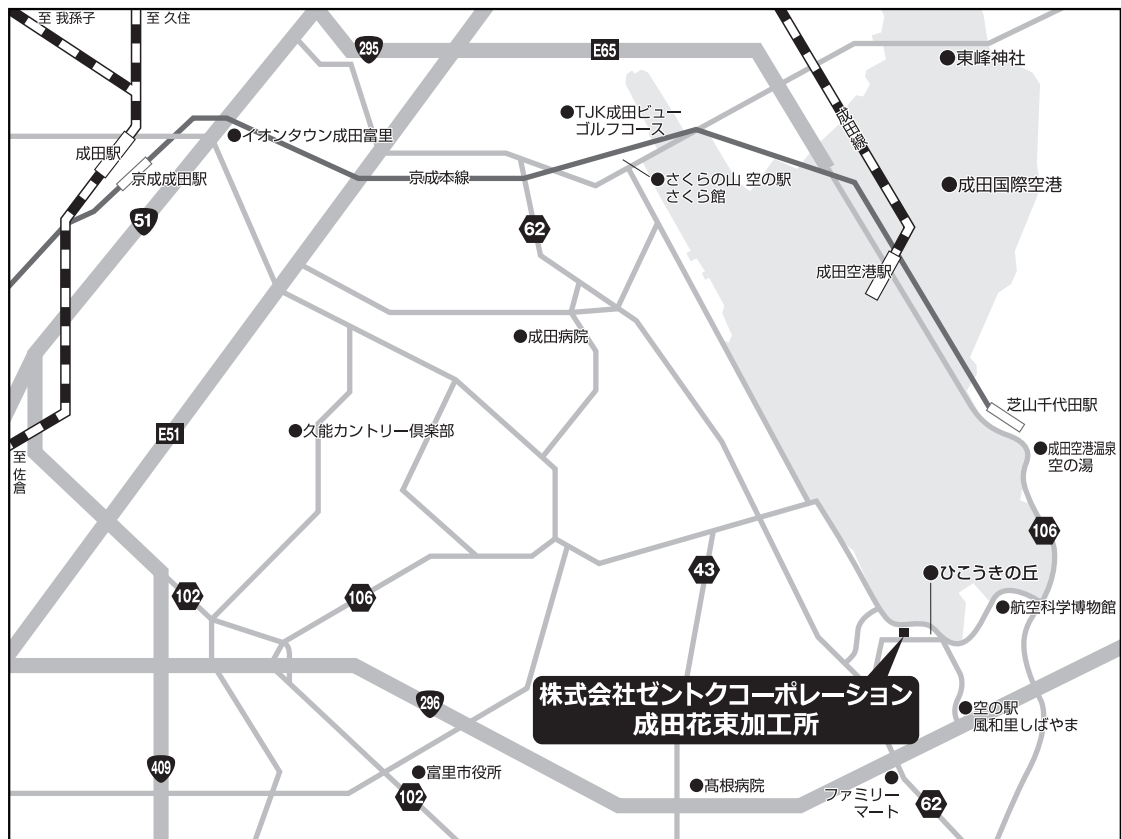 至 我孫子
至 久住
295
E65
東峰神社
TJK成田ビュー
ゴルフコース
成田線
イオンタウン成田富里
成田駅
京成成田駅
京成本線
さくらの山 空の駅
さくら館
成田国際空港
51
62
成田空港駅
成田病院
芝山千代田駅
E51
久能カントリー倶楽部
成田空港温泉
空の湯
至 佐倉
106
43
ひこうきの丘
102
106
航空科学博物館
株式会社ゼントクコーポレーション
成田花束加工所
296
空の駅
風和里しばやま
409
富里市役所
102
髙根病院
ファミリー
マート
62